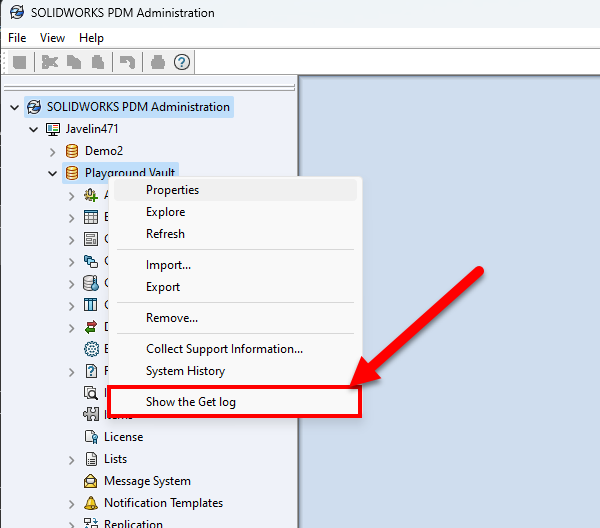 SOLIDWORKS PDM Administration
File View Help
SOLIDWORKS PDM Administration
Javelin471
Demo2
Playground Vault
Properties
Explore
Refresh
Import...
Export
Remove...
Collect Support Information...
System History
Show the Get log
Items
License
Lists
Message System
Notification Templates
Replication